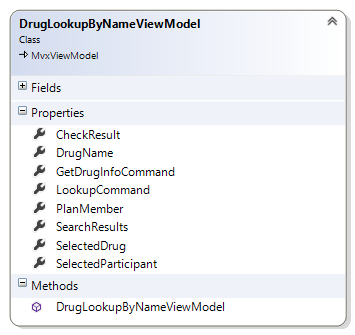 DrugLookupByNameViewModel
Class
MvxViewModel
Fields
Properties
CheckResult
DrugName
GetDrugInfoCommand
LookupCommand
PlanMember
SearchResults
SelectedDrug
SelectedParticipant
Methods
DrugLookupByNameViewModel